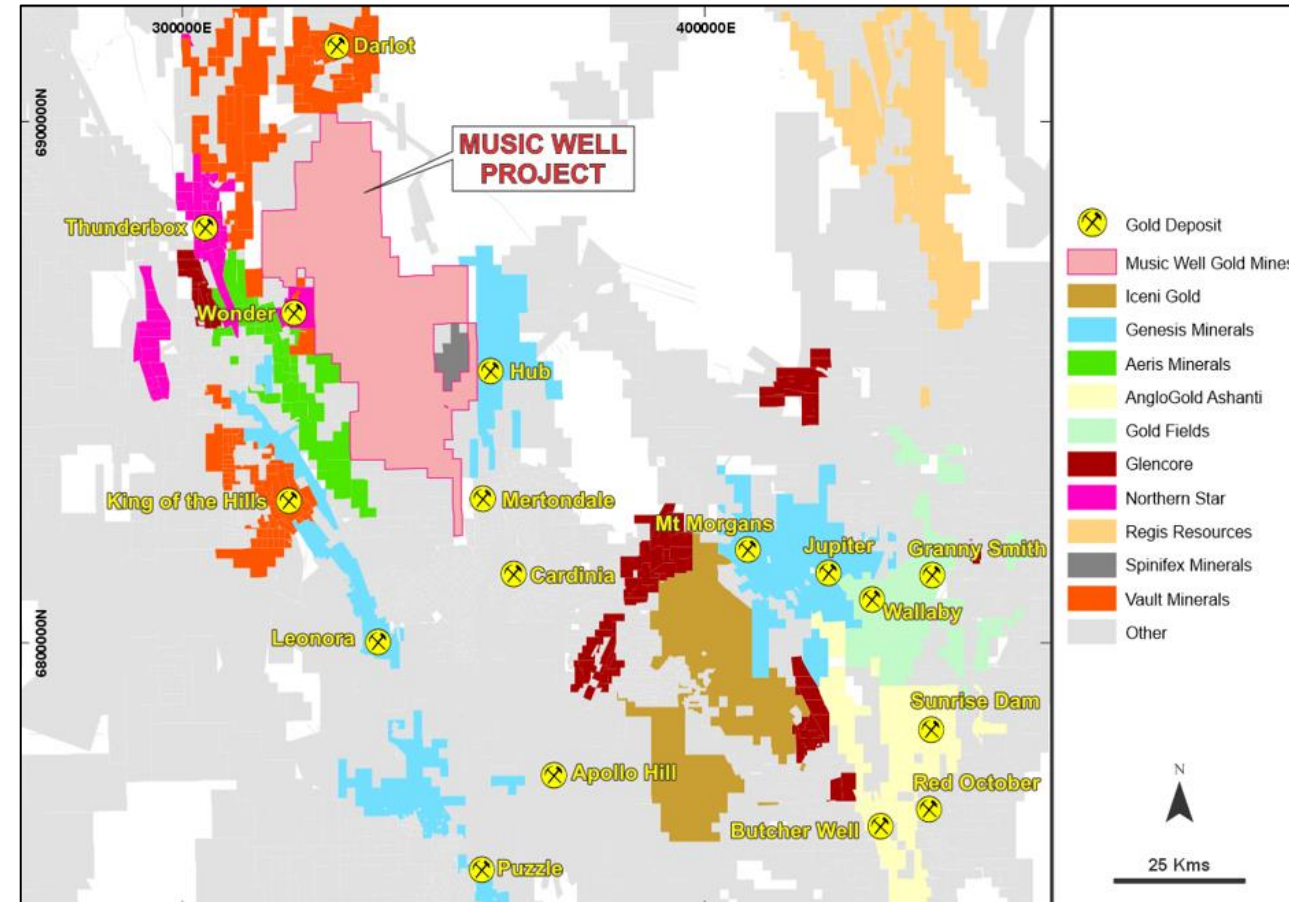 300000E
400000E
Darlot
6900000N
MUSIC WELL
PROJECT
Thunderbox
Wonder
Hub
King of the Hills
Mertondale
Mt Morgans
Jupiter
Granny Smith
Cardinia
Wallaby
Leonora
6800000N
Sunrise Dam
Apollo Hill
Red October
Butcher Well
Puzzle
Gold Deposit
Music Well Gold Mines
Iceni Gold
Genesis Minerals
Aeris Minerals
AngloGold Ashanti
Gold Fields
Glencore
Northern Star
Regis Resources
Spinifex Minerals
Vault Minerals
Other
N
25 Kms